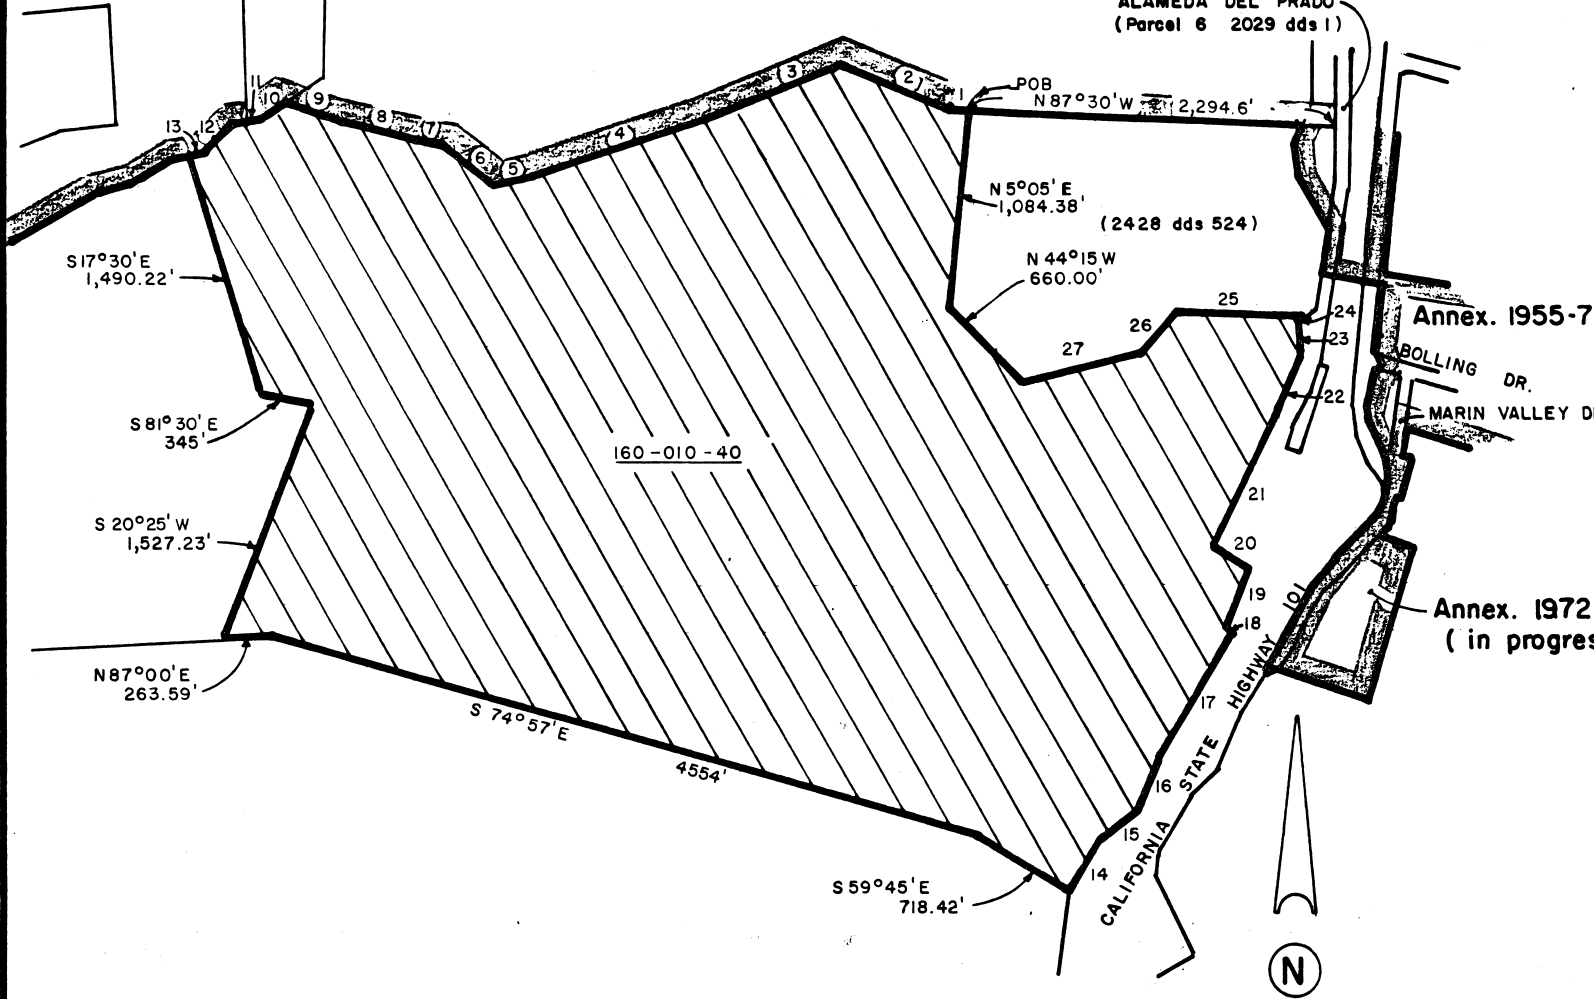 ALAMEDA DEL PRADO
(Parcel 6 2029 dds 1)
POB
N 87°30' W 2,294.6'
1
2
3
4
5
6
7
8
9
10
11
12
13
N 5°05' E
1,084.38'
(2428 dds 524)
N 44°15 W
660.00'
S 17°30' E
1,490.22'
25
24
Annex. 1955-7
26
23
27
BOLLING DR.
22
MARIN VALLEY D
S 81°30' E
345'
160-010-40
21
S 20°25' W
1,527.23'
20
19
18
Annex. 1972
(in progres
N 87°00' E
263.59'
S 74°57' E
4554'
17
16
15
14
CALIFORNIA STATE HIGHWAY 101
S 59°45' E
718.42'
N